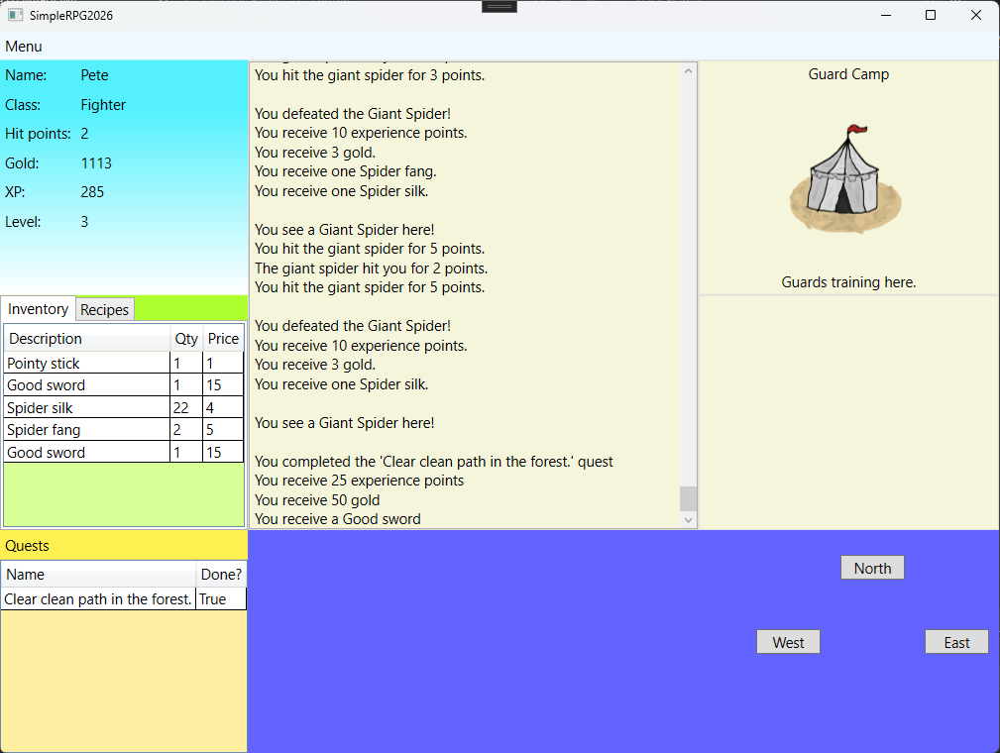 SimpleRPG2026
Menu
Name: Pete
Class: Fighter
Hit points: 2
Gold: 1113
XP: 285
Level: 3
Inventory Recipes
Description Qty Price
Pointy stick 1 1
Good sword 1 15
Spider silk 22 4
Spider fang 2 5
Good sword 1 15
Quests
Name Done?
Clear clean path in the forest. True
You hit the giant spider for 3 points.
You defeated the Giant Spider!
You receive 10 experience points.
You receive 3 gold.
You receive one Spider fang.
You receive one Spider silk.
You see a Giant Spider here!
You hit the giant spider for 5 points.
The giant spider hit you for 2 points.
You hit the giant spider for 5 points.
You defeated the Giant Spider!
You receive 10 experience points.
You receive 3 gold.
You receive one Spider silk.
You see a Giant Spider here!
You completed the 'Clear clean path in the forest.' quest
You receive 25 experience points
You receive 50 gold
You receive a Good sword
Guard Camp
Guards training here.
North
West East